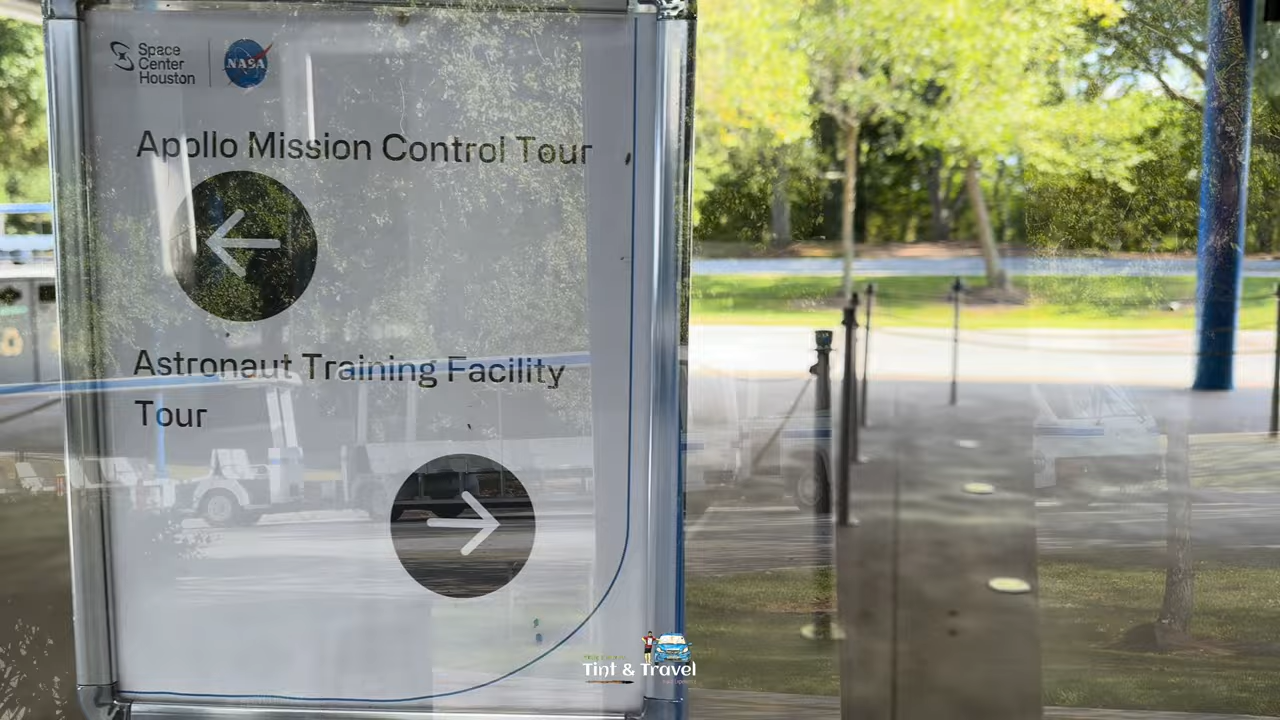 Space
Center
Houston
NASA
Apollo Mission Control Tour
Astronaut Training Facility
Tour
Tint & Travel